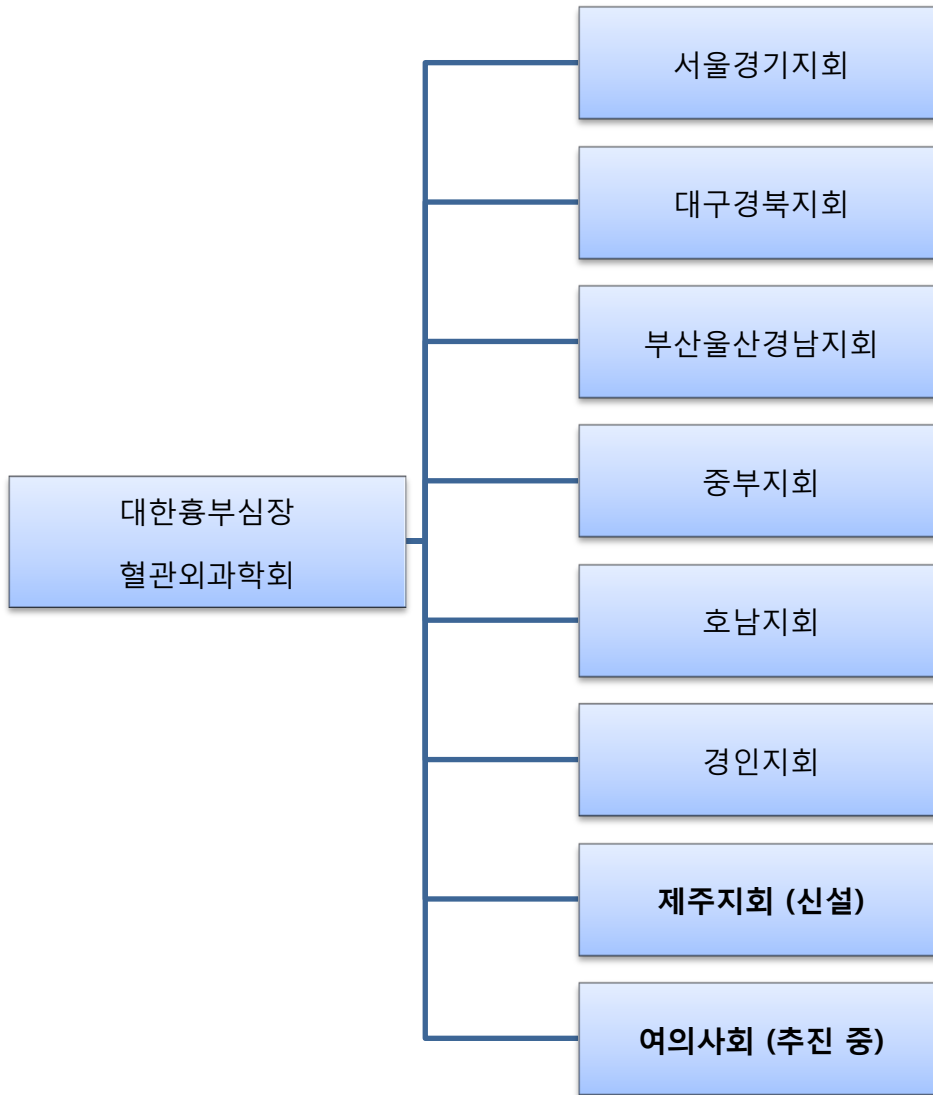 서울경기지회
대구경북지회
부산울산경남지회
중부지회
대한흉부심장
혈관외과학회
호남지회
경인지회
제주지회 (신설)
여의사회 (추진 중)